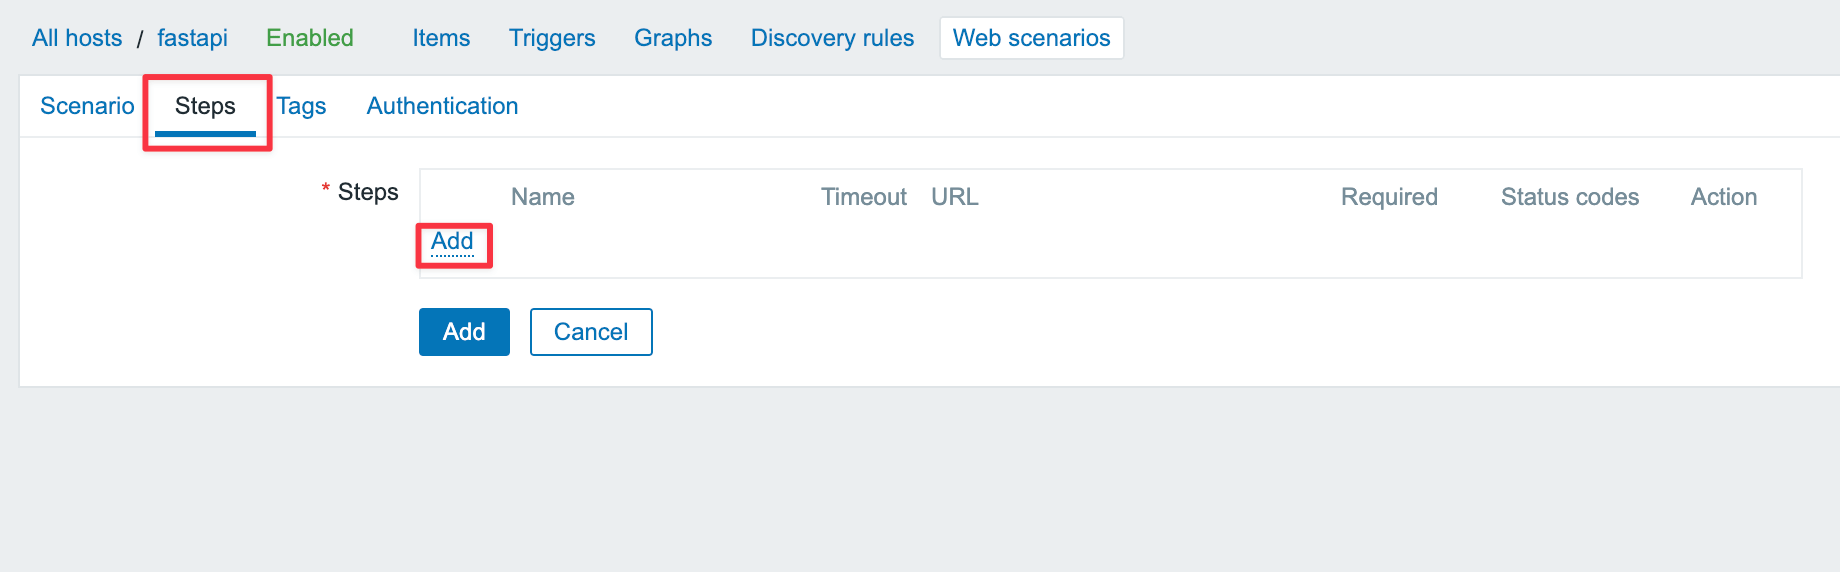 All hosts / fastapi Enabled Items Triggers Graphs Discovery rules Web scenarios
Scenario Steps Tags Authentication
* Steps Name Timeout URL Required Status codes Action
Add
Add Cancel